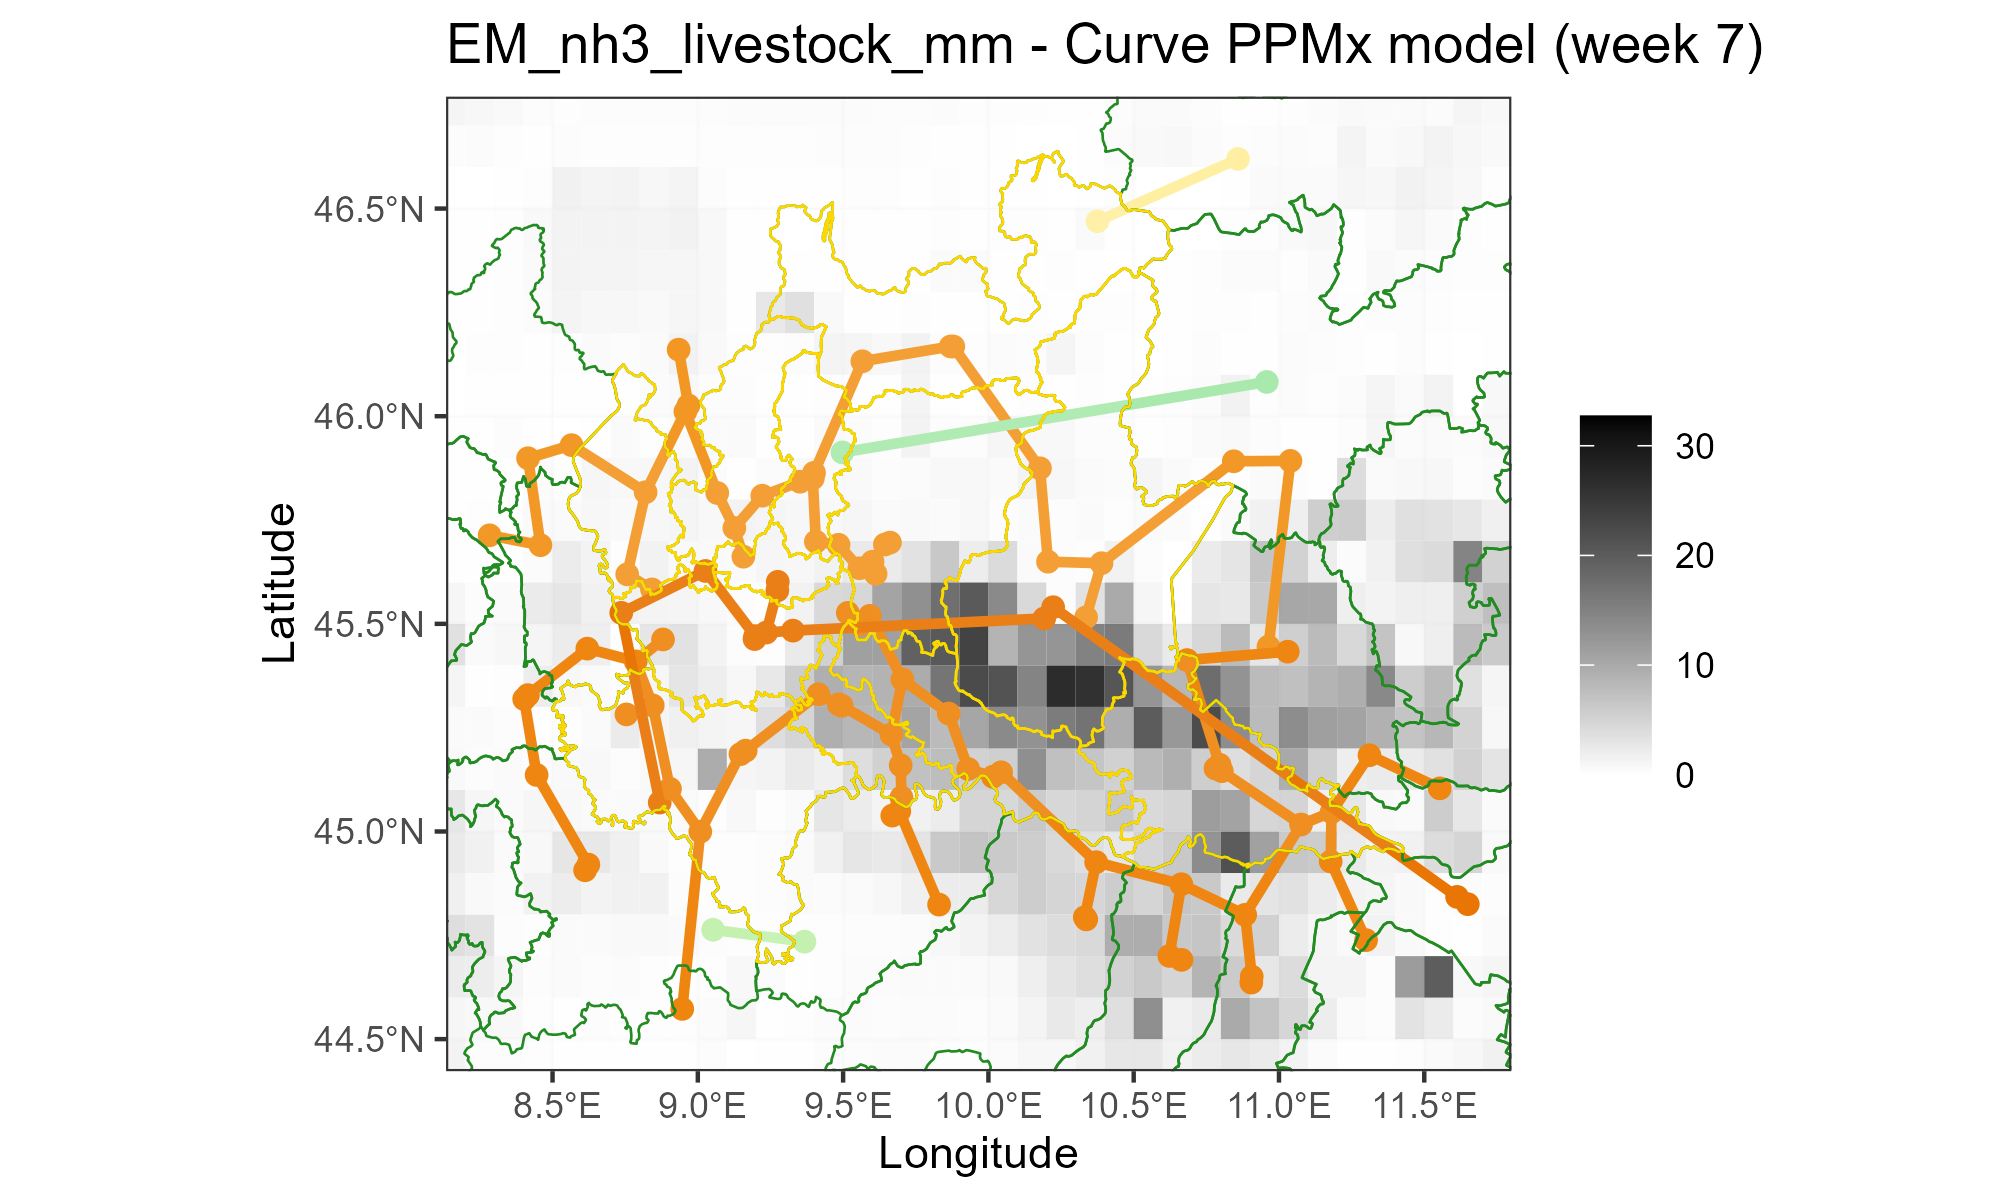 EM_nh3_livestock_mm - Curve PPMx model (week 7)
Latitude
46.5°N
46.0°N
45.5°N
45.0°N
44.5°N
8.5°E 9.0°E 9.5°E 10.0°E 10.5°E 11.0°E 11.5°E
Longitude
30
20
10
0